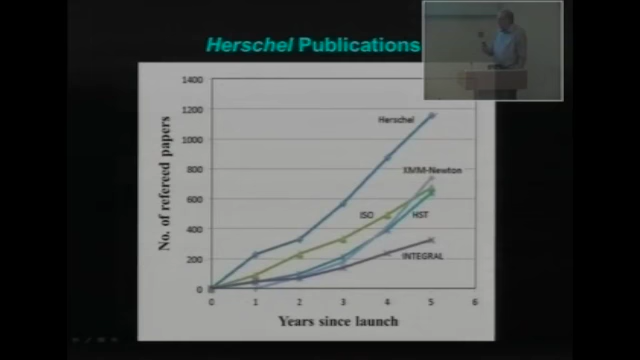 Herschel Publications
1400
1200
1000
800
600
400
200
0
No. of refereed papers
Herschel
XMM-Newton
ISO
HST
INTEGRAL
0 1 2 3 4 5 6
Years since launch